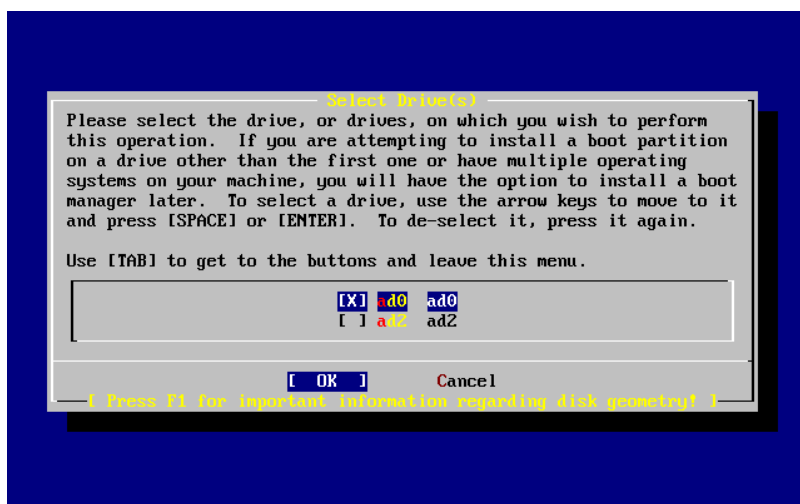 Select Drive(s)
Please select the drive, or drives, on which you wish to perform
this operation.  If you are attempting to install a boot partition
on a drive other than the first one or have multiple operating
systems on your machine, you will have the option to install a boot
manager later.  To select a drive, use the arrow keys to move to it
and press [SPACE] or [ENTER].  To de-select it, press it again.
Use [TAB] to get to the buttons and leave this menu.
[X] ad0 ad0
[ ] ad2 ad2
[ OK ] Cancel
[ Press F1 for important information regarding disk geometry! ]